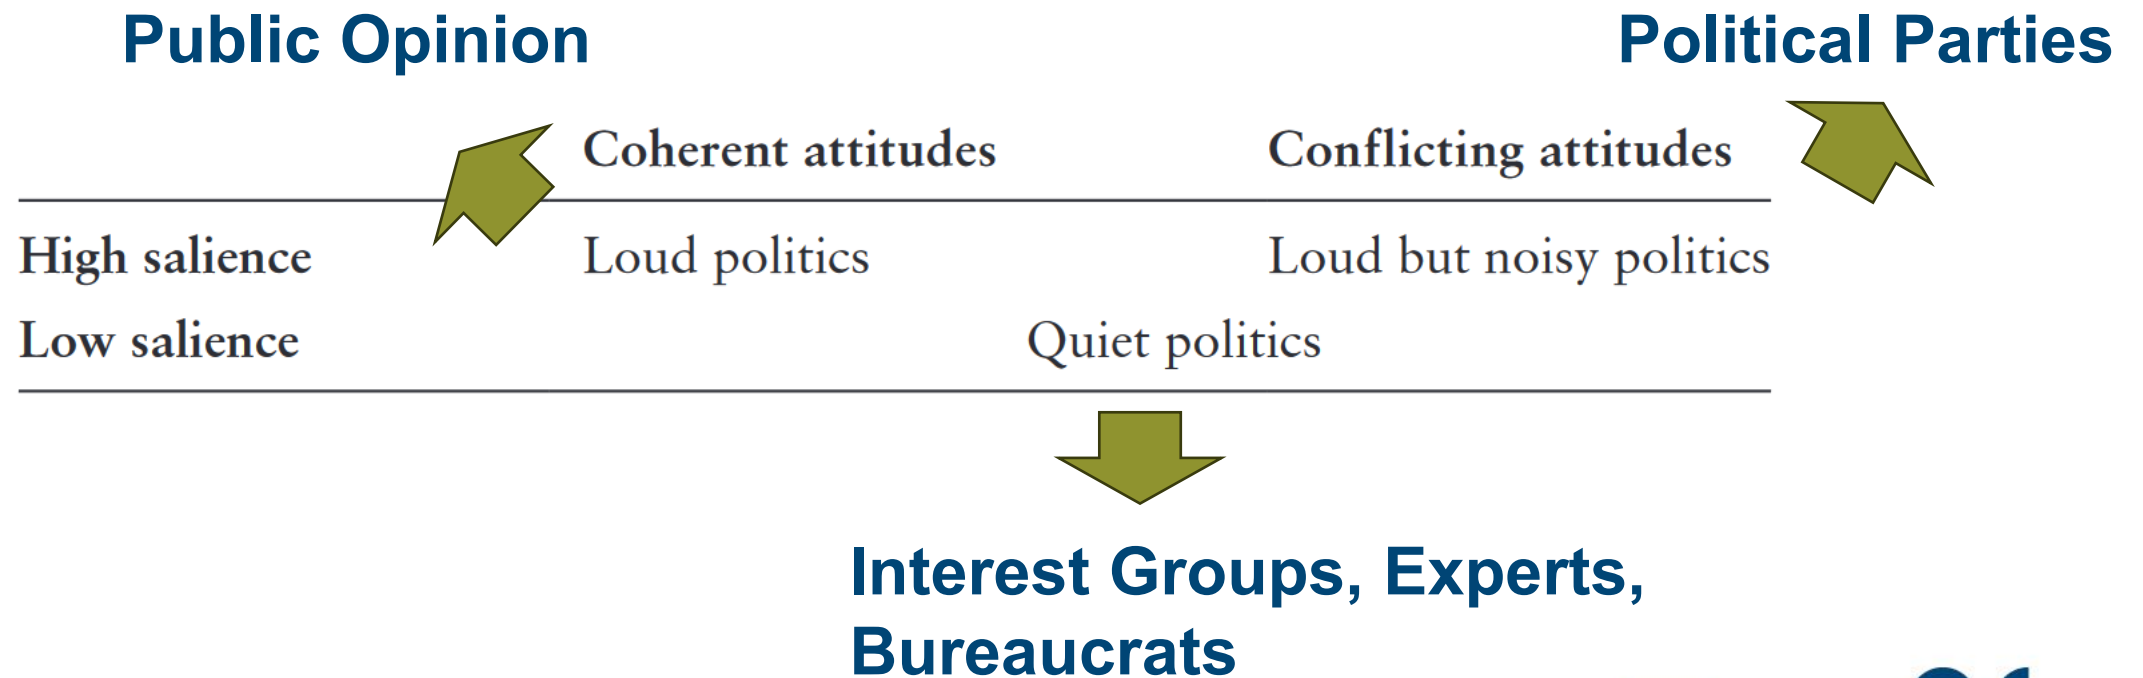 Public Opinion
Political Parties
Coherent attitudes
Conflicting attitudes
High salience
Loud politics
Loud but noisy politics
Low salience
Quiet politics
Interest Groups, Experts,
Bureaucrats